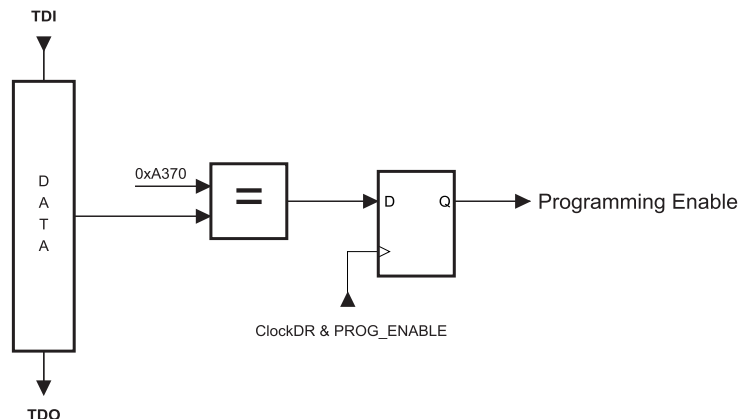 TDI
D
A
T
A
0xA370
=
D
Q
Programming Enable
ClockDR & PROG_ENABLE
TDO